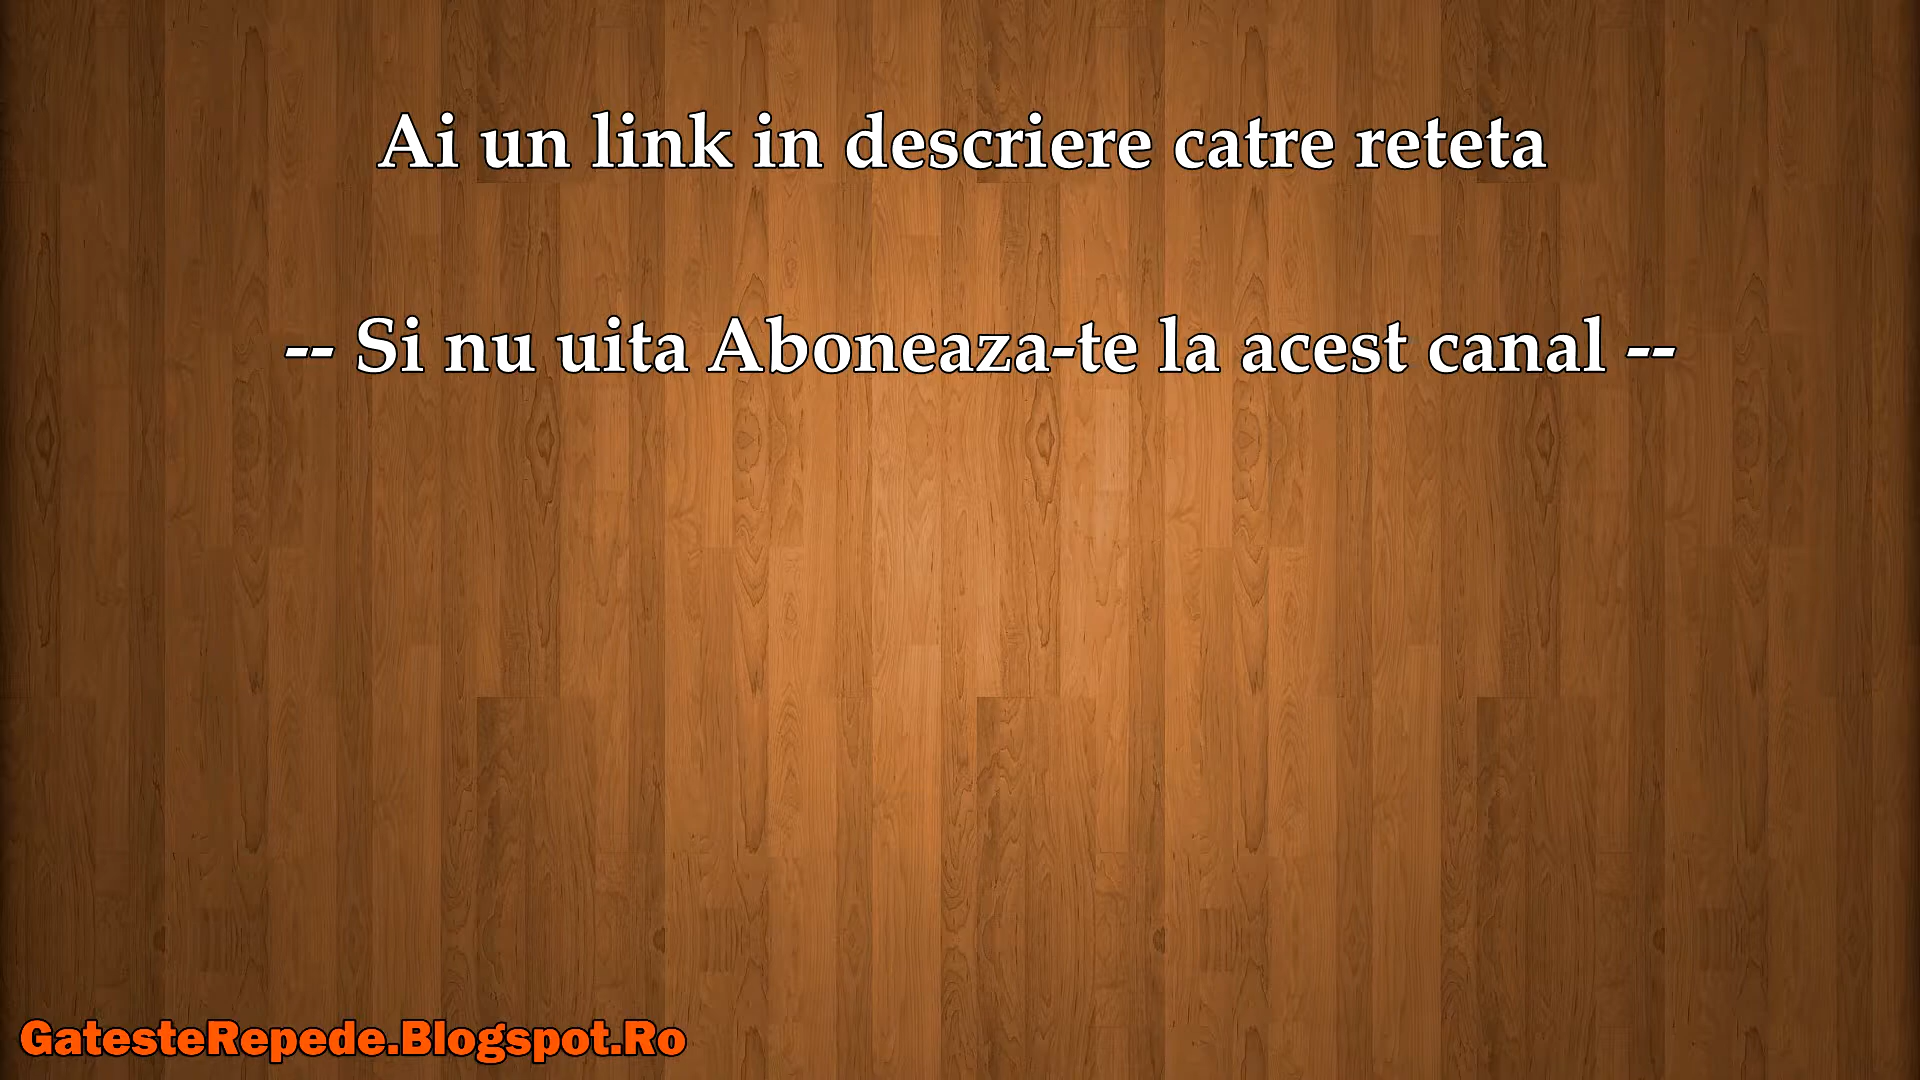 Ai un link in descriere catre reteta
-- Si nu uita Aboneaza-te la acest canal --
GatesteRepede.Blogspot.Ro